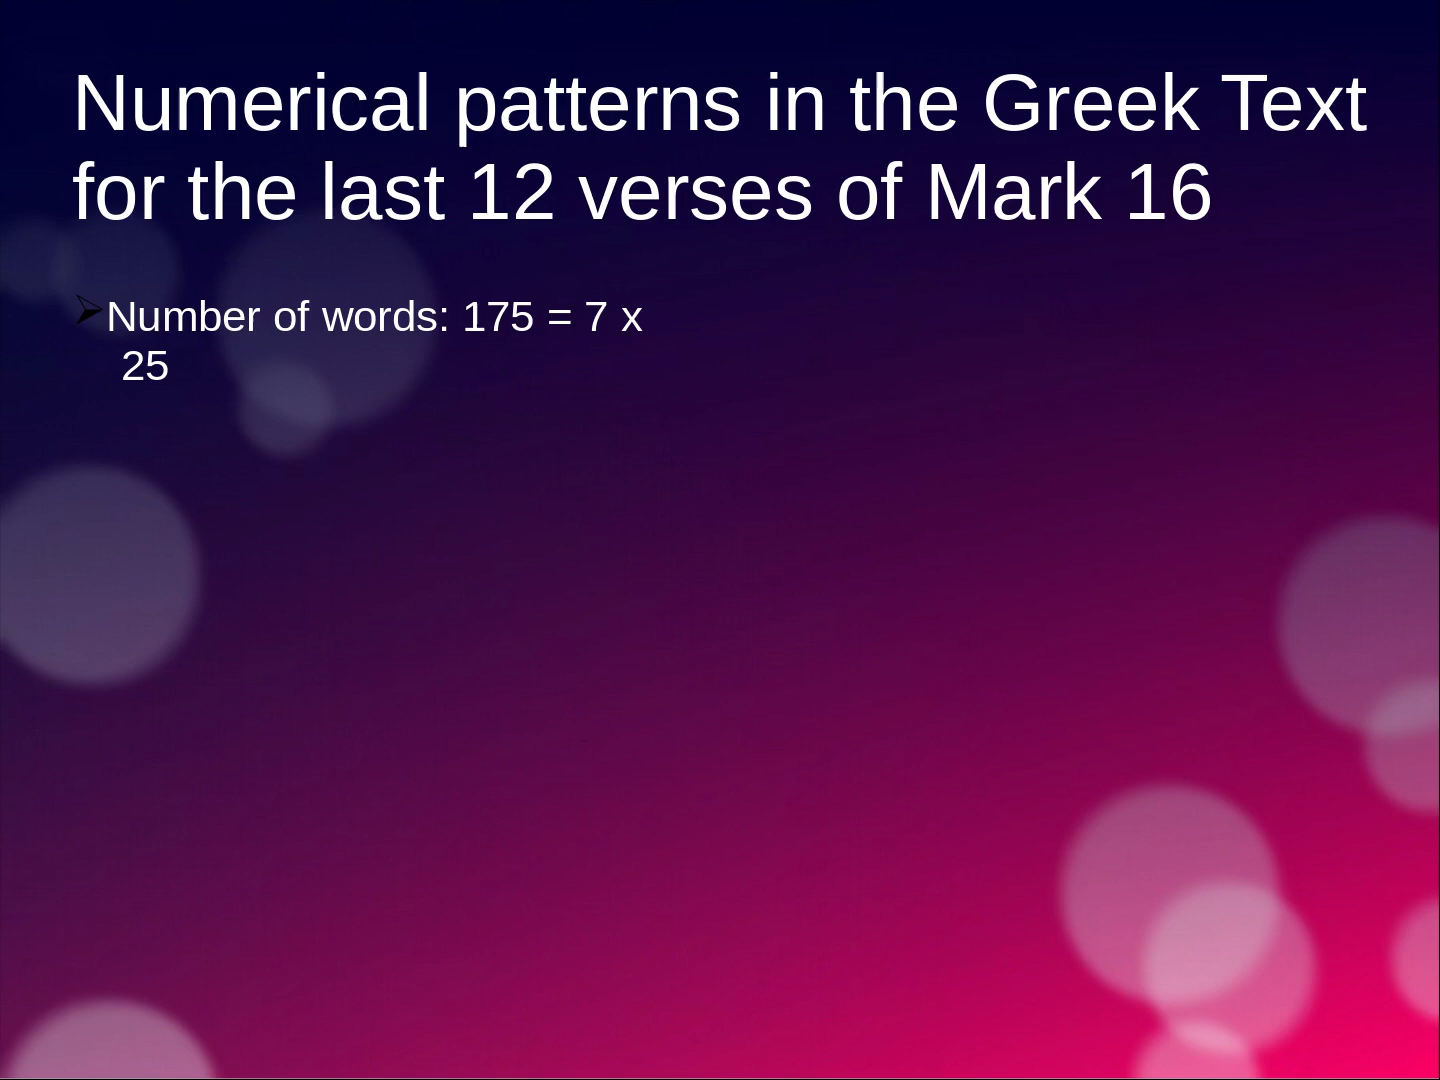 Numerical patterns in the Greek Text
for the last 12 verses of Mark 16
Number of words: 175 = 7 x
25